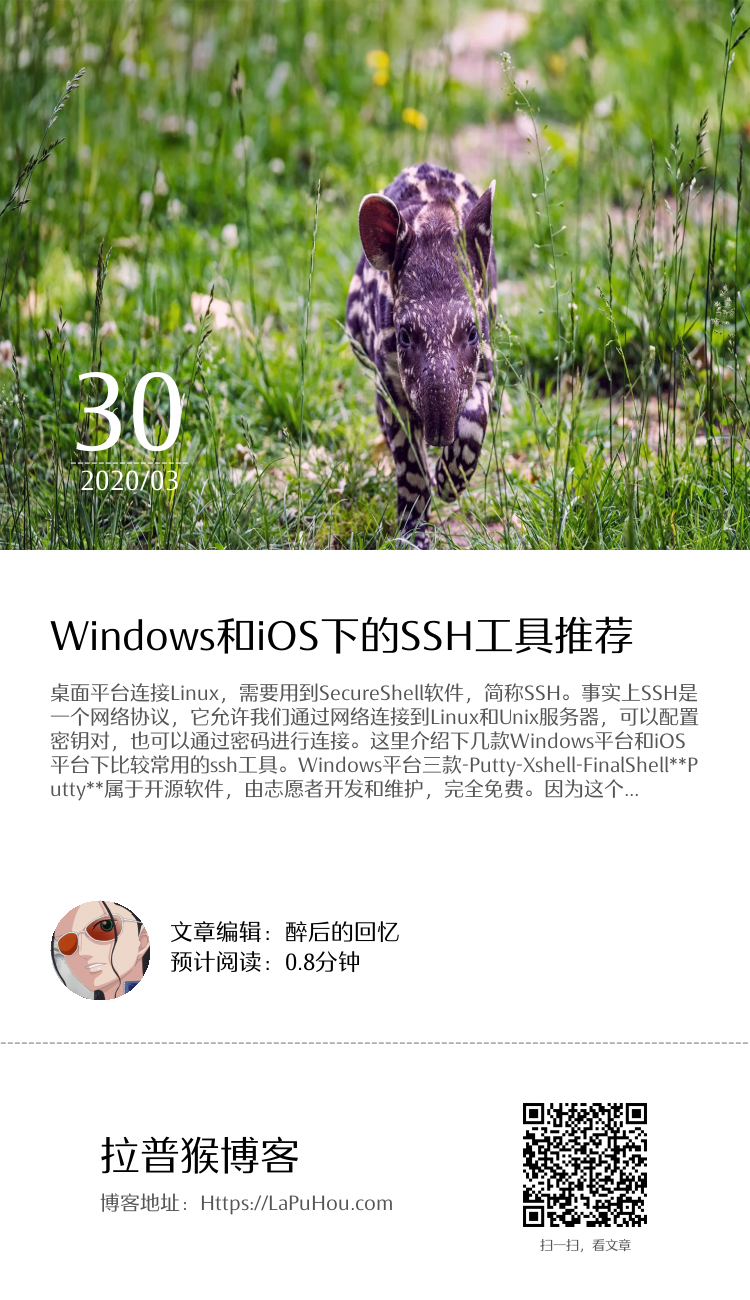 30
2020/03
Windows和iOS下的SSH工具推荐
桌面平台连接Linux，需要用到SecureShell软件，简称SSH。事实上SSH是
一个网络协议，它允许我们通过网络连接到Linux和Unix服务器，可以配置
密钥对，也可以通过密码进行连接。这里介绍下几款Windows平台和iOS
平台下比较常用的ssh工具。Windows平台三款-Putty-Xshell-FinalShell**P
utty**属于开源软件，由志愿者开发和维护，完全免费。因为这个...
文章编辑：醉后的回忆
预计阅读：0.8分钟
拉普猴博客
博客地址：Https://LaPuHou.com
扫一扫，看文章